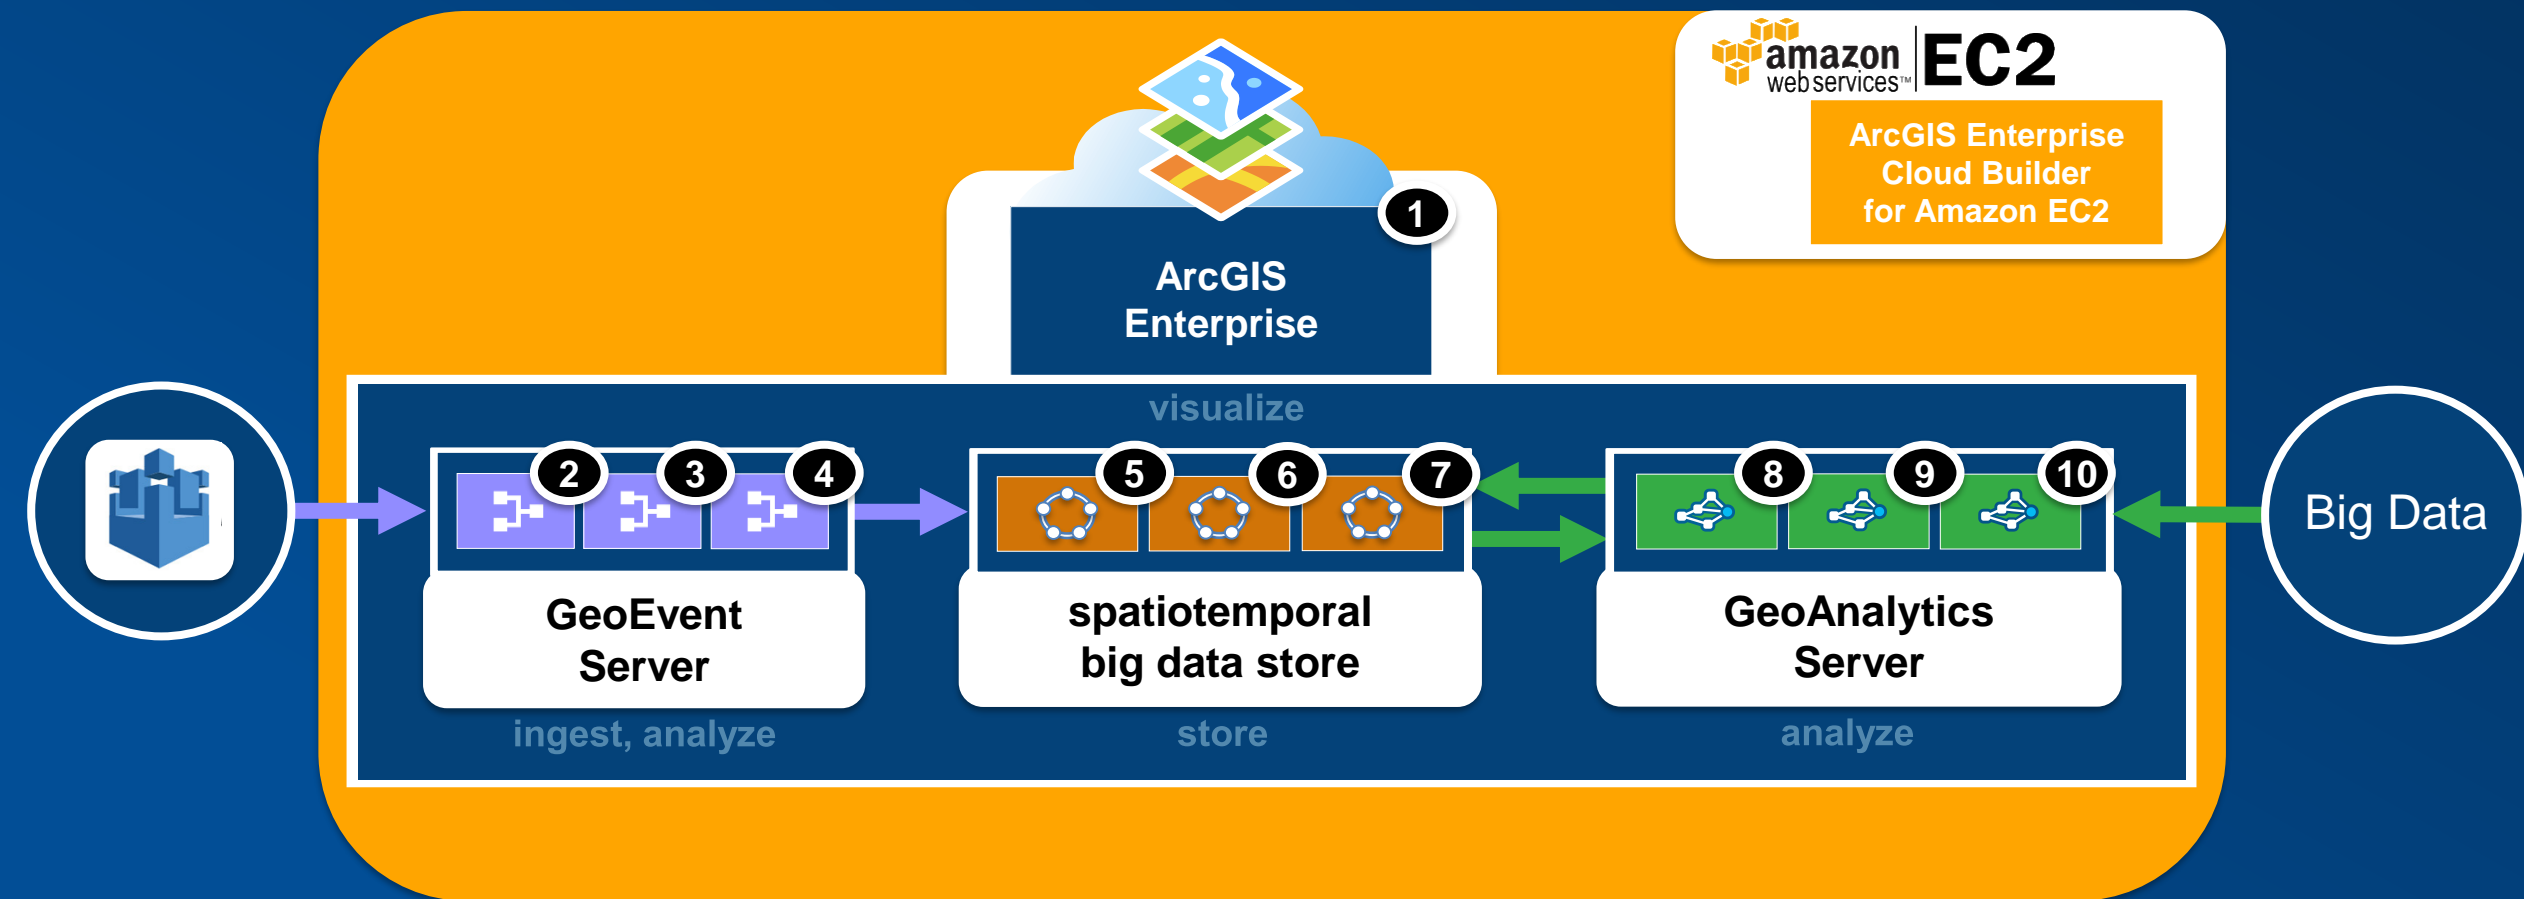 amazon
web services™
EC2
ArcGIS Enterprise
Cloud Builder
for Amazon EC2
1
ArcGIS
Enterprise
visualize
2 3 4 5 6 7 8 9 10
Big Data
GeoEvent
Server
spatiotemporal
big data store
GeoAnalytics
Server
ingest, analyze
store
analyze